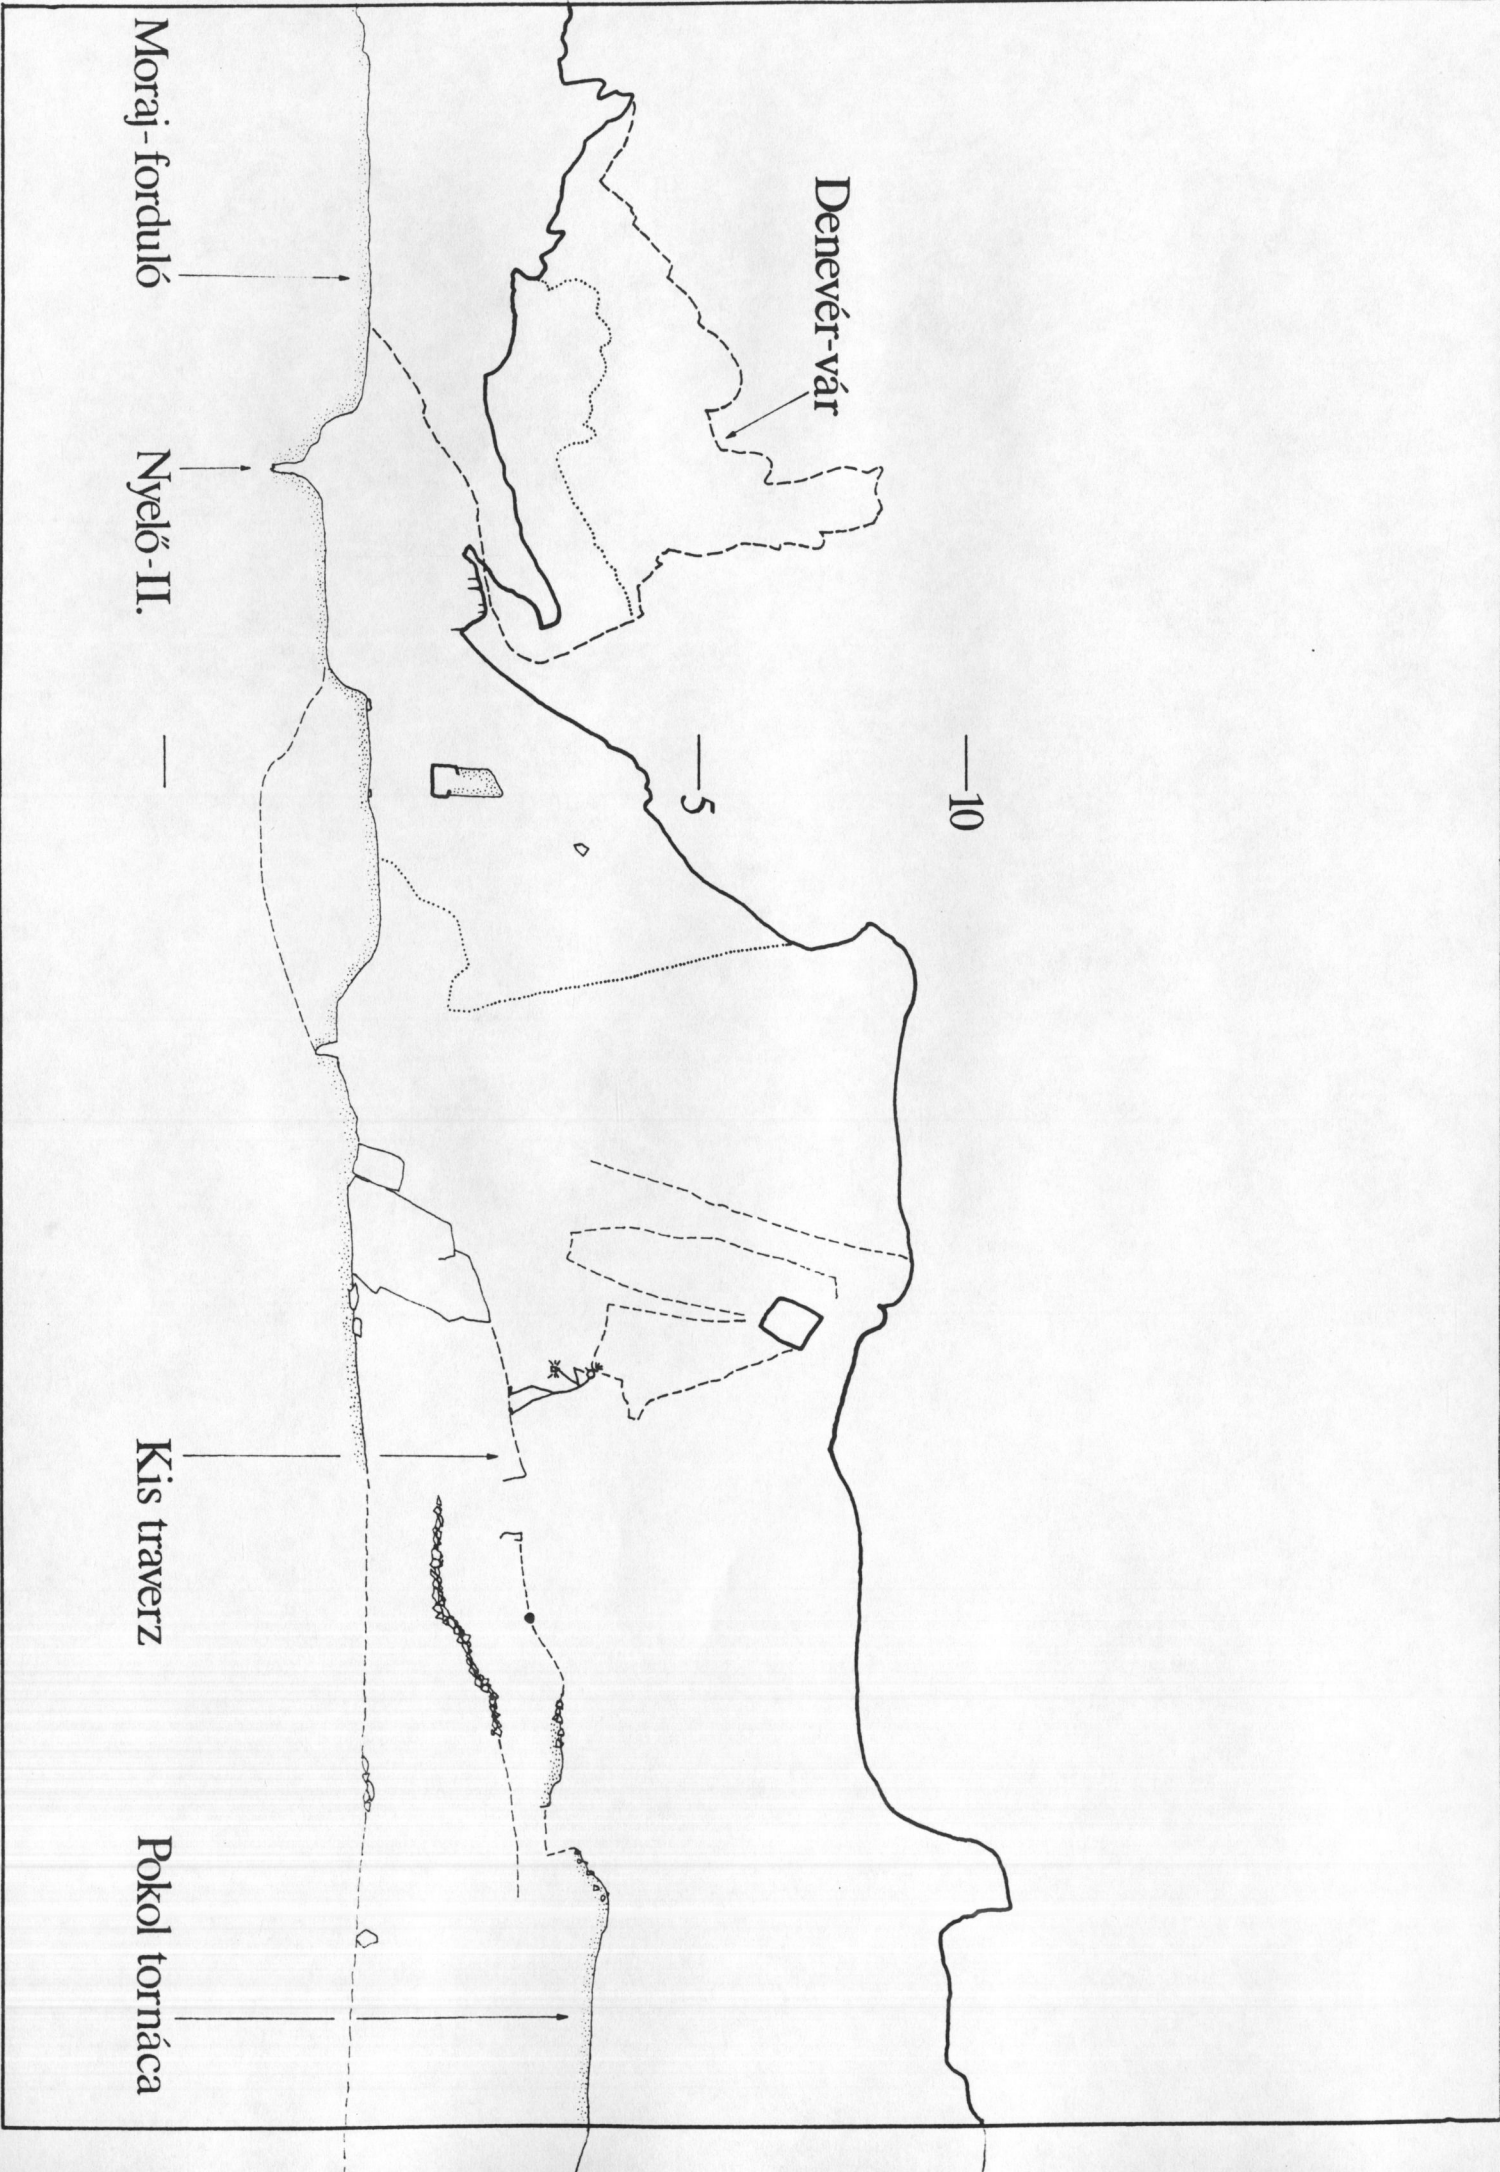 Denevér-vár
10
5
Moraj-forduló
Nyelő-II.
Kis traverz
Pokol tornáca